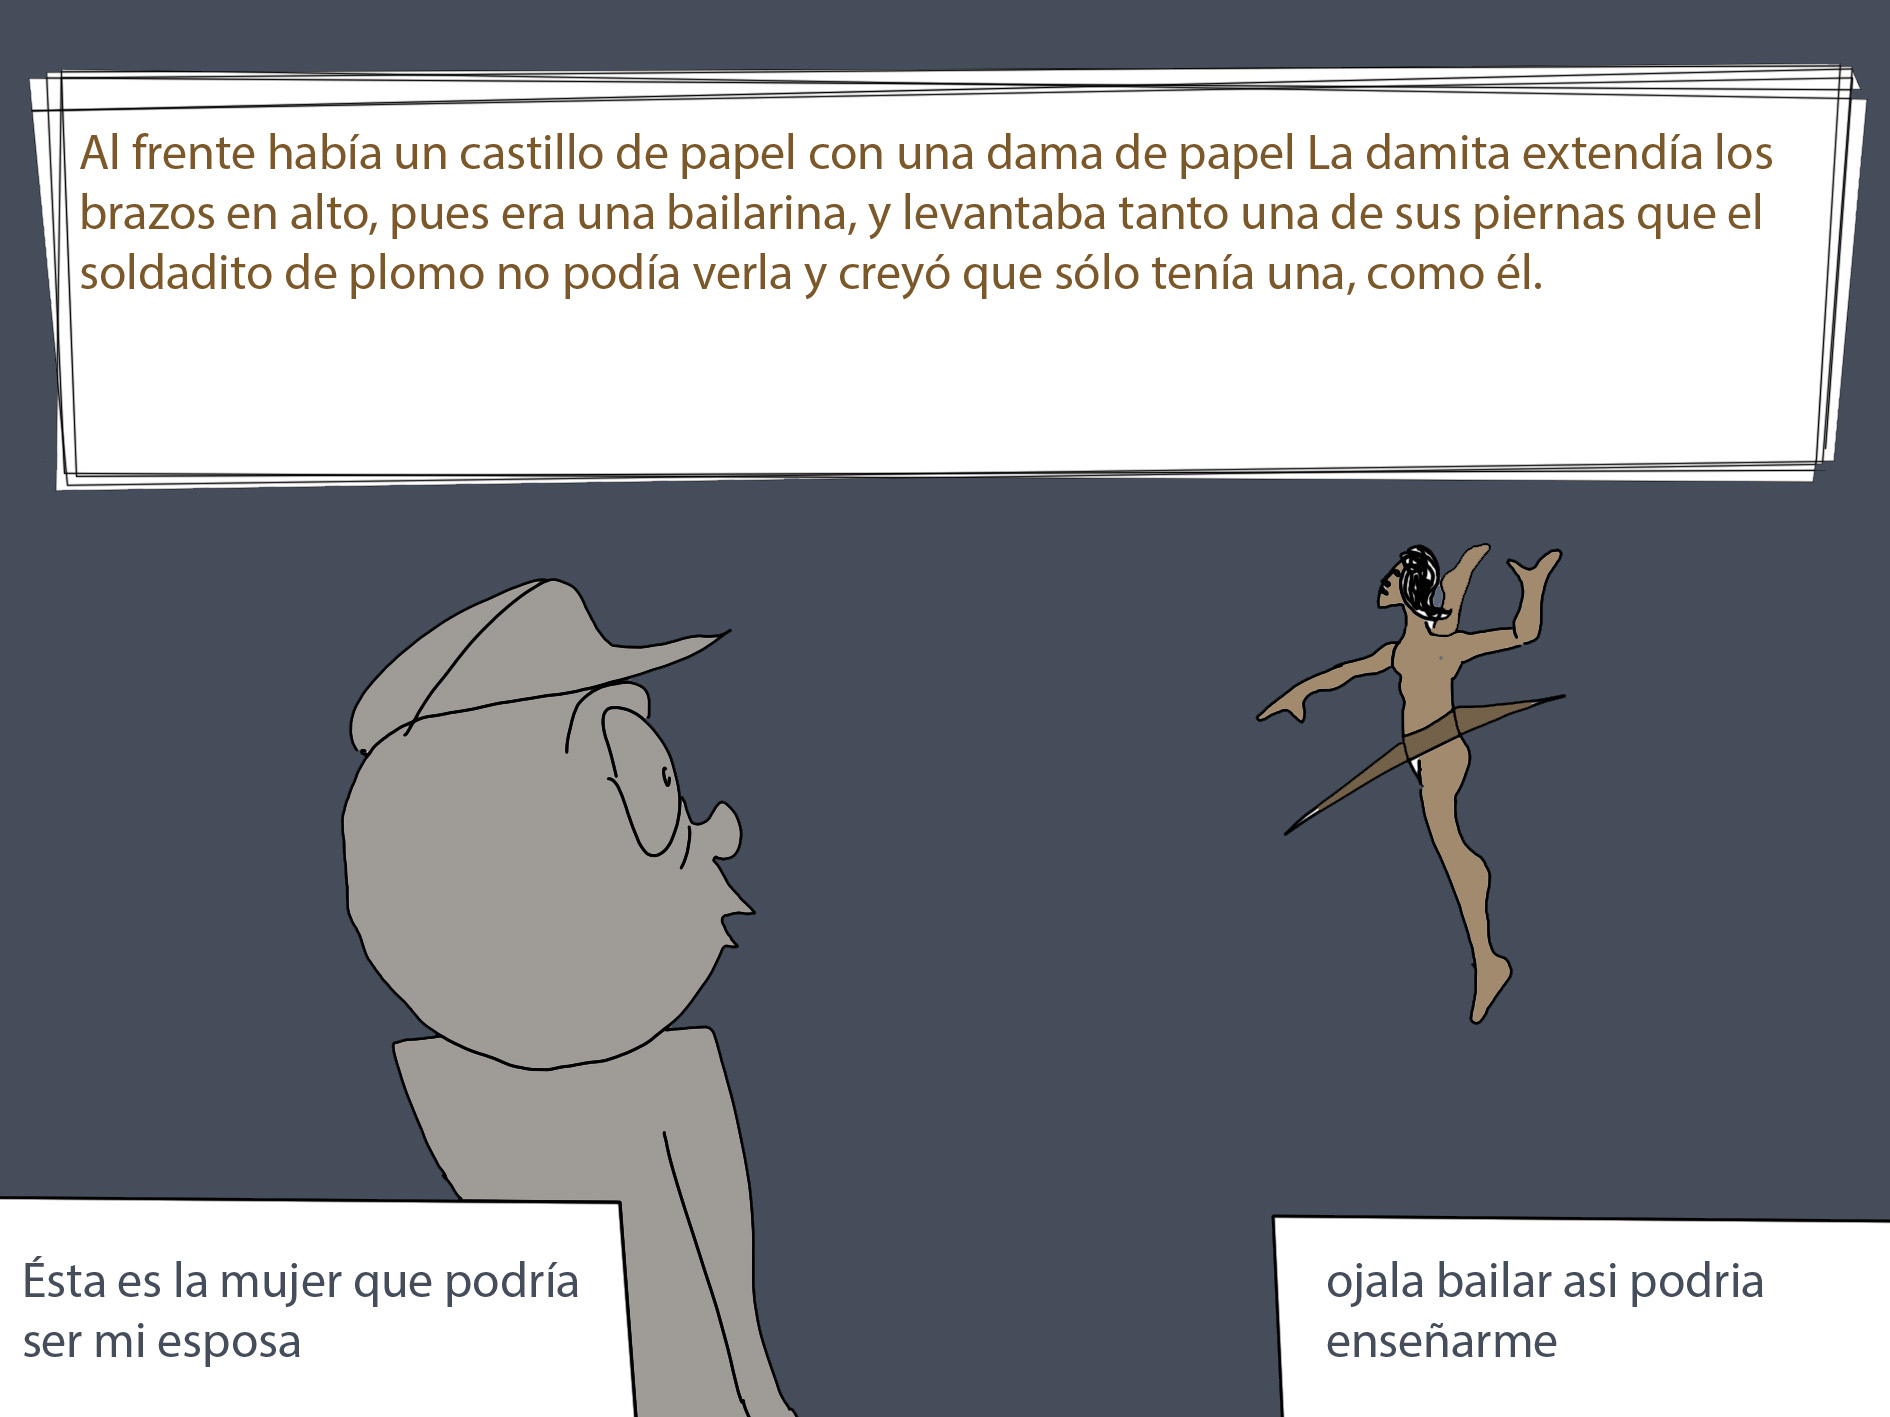 Al frente había un castillo de papel con una dama de papel La damita extendía los
brazos en alto, pues era una bailarina, y levantaba tanto una de sus piernas que el
soldadito de plomo no podía verla y creyó que sólo tenía una, como él.
Ésta es la mujer que podría
ser mi esposa
ojala bailar asi podria
enseñarme